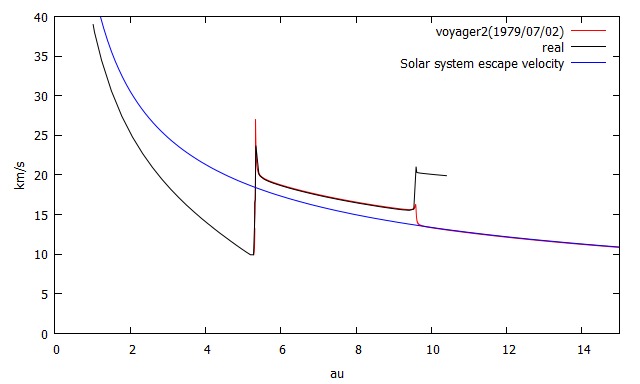 40
35
30
25
20
15
10
5
0
km/s
voyager2(1979/07/02)
real
Solar system escape velocity
0 2 4 6 8 10 12 14
au